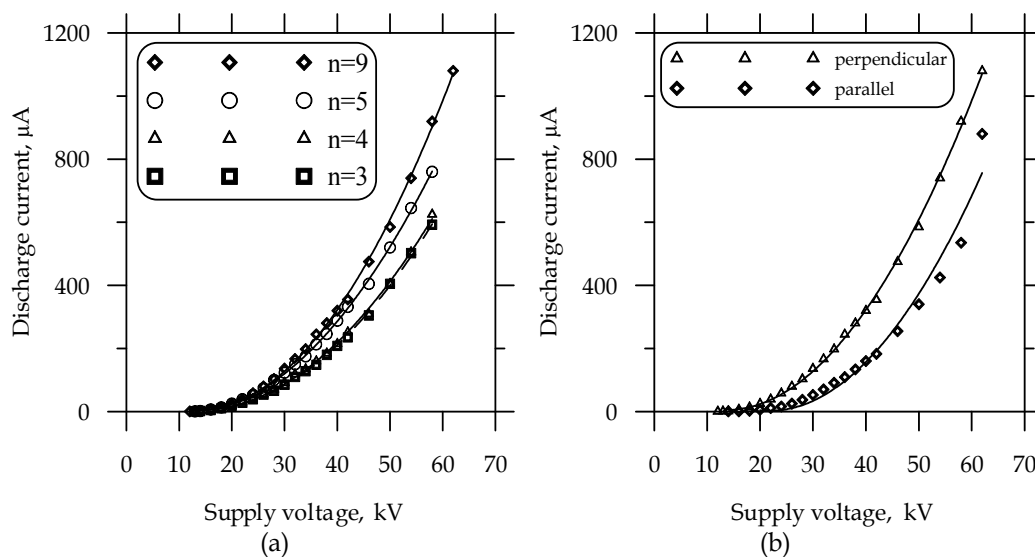 1200
800
400
0
Discharge current, µA
n=9
n=5
n=4
n=3
0 10 20 30 40 50 60 70
Supply voltage, kV
(a)
1200
800
400
0
Discharge current, µA
perpendicular
parallel
0 10 20 30 40 50 60 70
Supply voltage, kV
(b)